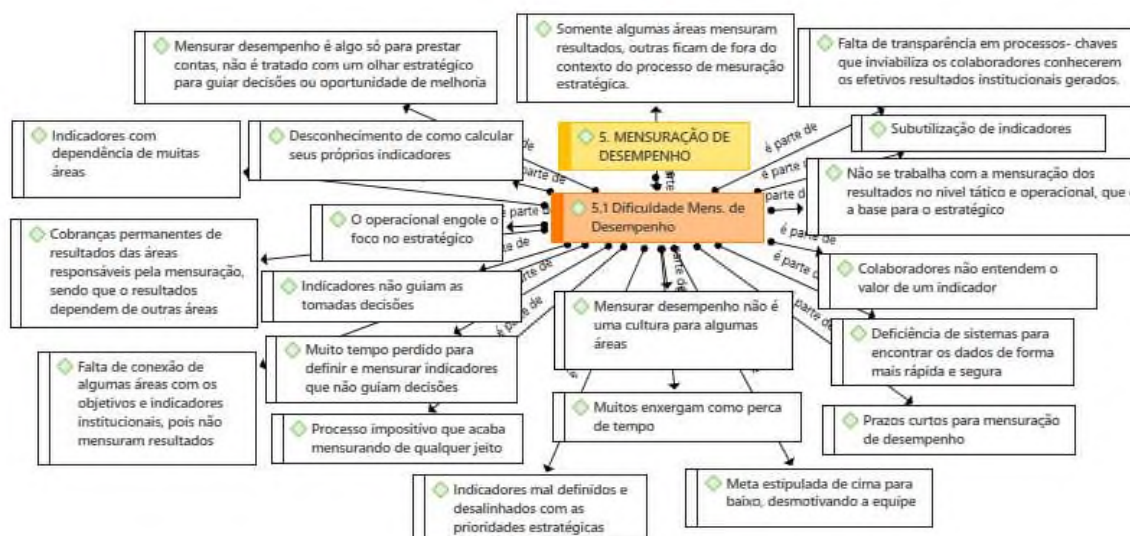 Mensurar desempenho é algo só para prestar
contas, não é tratado com um olhar estratégico
para guiar decisões ou oportunidade de melhoria
Somente algumas áreas mensuram
resultados, outras ficam de fora do
contexto do processo de mesuração
estratégica.
Falta de transparência em processos- chaves
que inviabiliza os colaboradores conhecerem
os efetivos resultados institucionais gerados.
Indicadores com
dependência de muitas
áreas
Desconhecimento de como calcular
seus próprios indicadores
5. MENSURAÇÃO DE
DESEMPENHO
Subutilização de indicadores
Não se trabalha com a mensuração dos
resultados no nivel tático e operacional, que
a base para o estratégico
5,1 Dificuldade Mens. de
Desempenho
O operacional engole o
foco no estratégico
Cobranças permanentes de
resultados das áreas
responsáveis pela mensuração,
sendo que o resultados
dependem de outras áreas
Indicadores não guiam as
tomadas decisões
Colaboradores não entendem o
valor de um indicador
Mensurar desempenho não é
uma cultura para algumas
áreas
Deficiência de sistemas para
encontrar os dados de forma
mais rápida e segura
Muito tempo perdido para
definir e mensurar indicadores
que não guiam decisões
Falta de conexão de
algumas áreas com os
objetivos e indicadores
institucionais, pois não
mensuram resultados
Muitos enxergam como perca
de tempo
Prazos curtos para mensuração
de desempenho
Processo impositivo que acaba
mensurando de qualquer jeito
Indicadores mal definidos e
desalinhados com as
prioridades estratégicas
Meta estipulada de cima para
baixo, desmotivando a equipe
é parte de
é parte de
é parte de
é parte de
é parte de
é parte de
é parte de